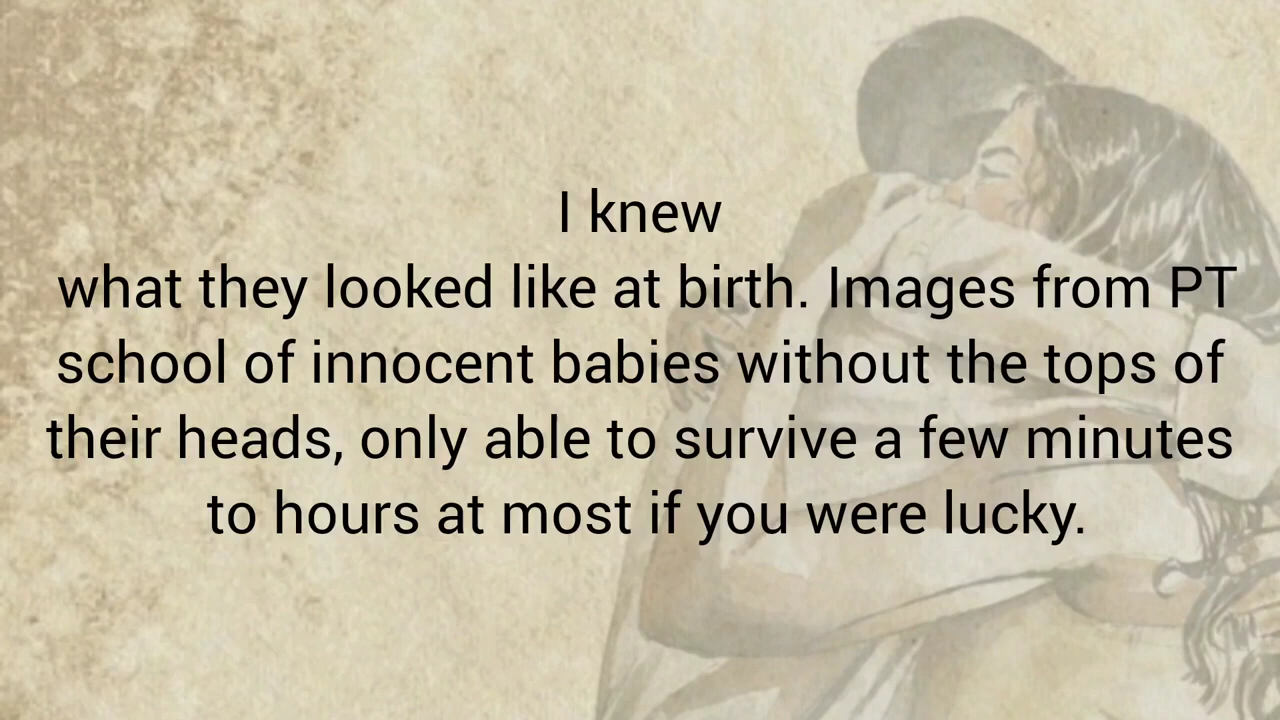 I knew
what they looked like at birth. Images from PT
school of innocent babies without the tops of
their heads, only able to survive a few minutes
to hours at most if you were lucky.